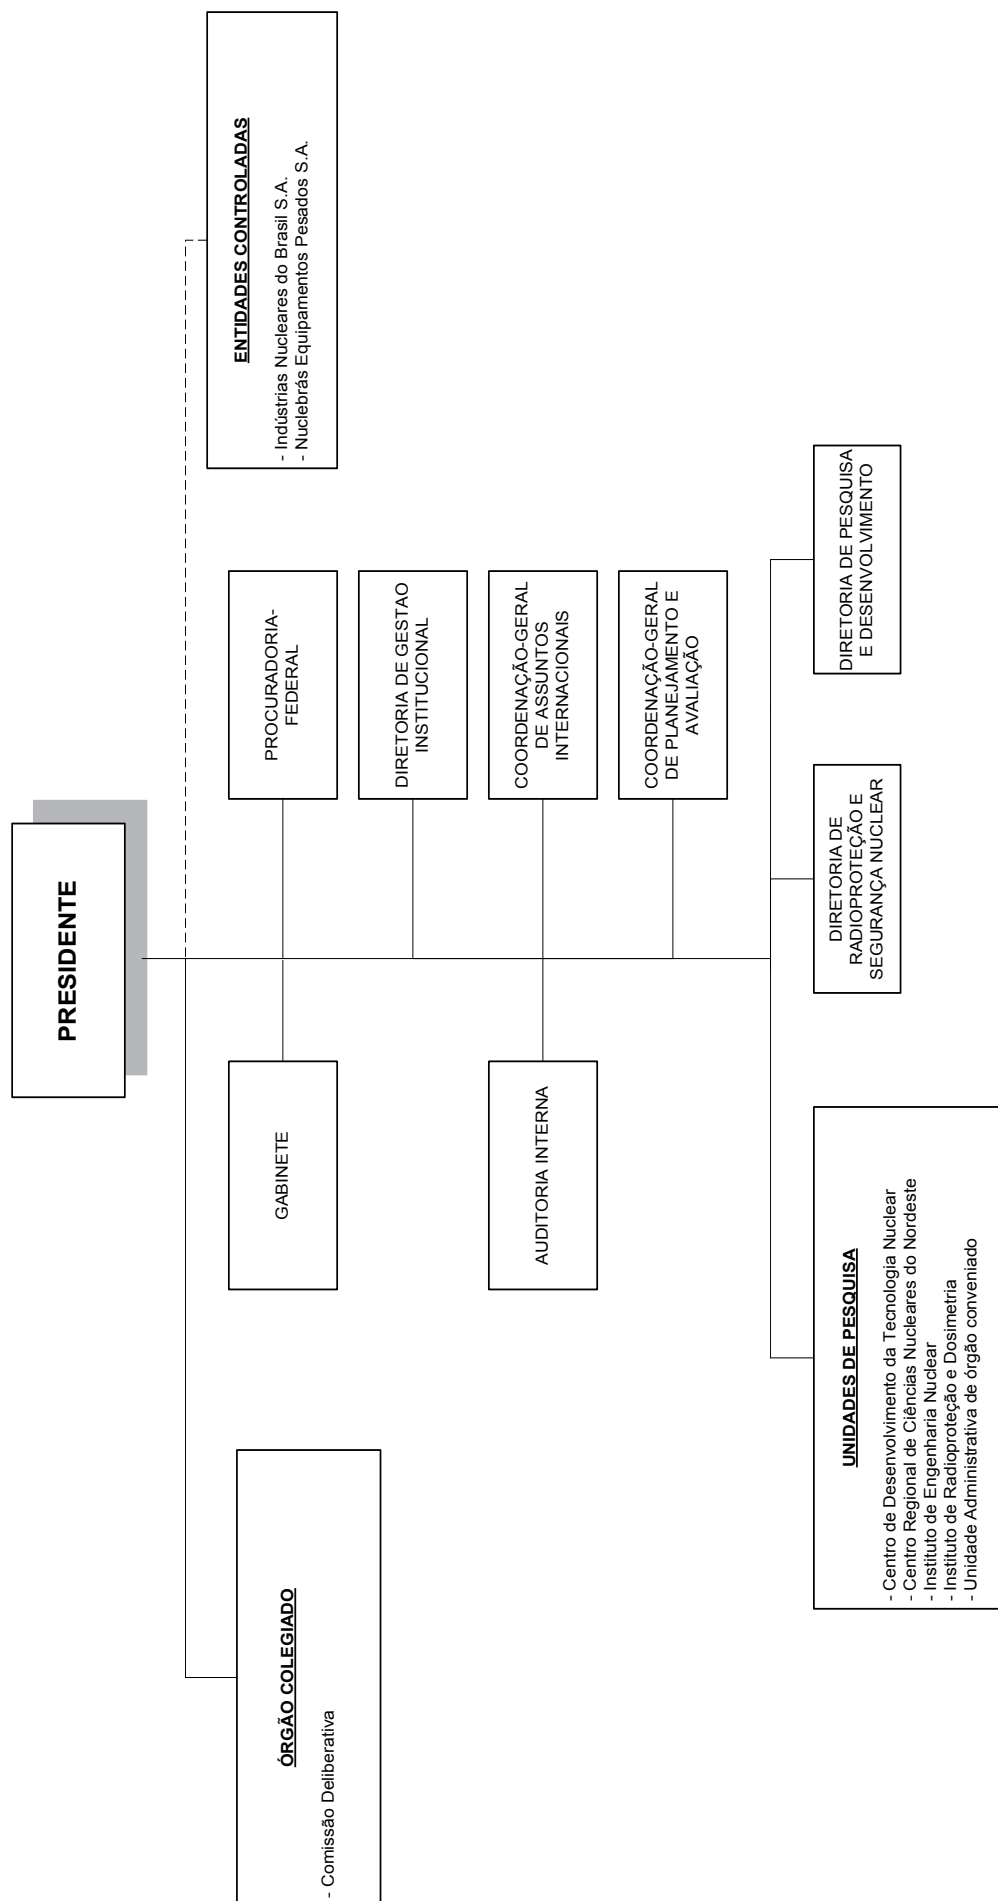 PRESIDENTE
ÓRGÃO COLEGIADO
- Comissão Deliberativa
ENTIDADES CONTROLADAS
- Indústrias Nucleares do Brasil S.A.
- Nuclebrás Equipamentos Pesados S.A.
GABINETE
PROCURADORIA-
FEDERAL
DIRETORIA DE GESTAO
INSTITUCIONAL
AUDITORIA INTERNA
COORDENAÇÃO-GERAL
DE ASSUNTOS
INTERNACIONAIS
COORDENAÇÃO-GERAL
DE PLANEJAMENTO E
AVALIAÇÃO
UNIDADES DE PESQUISA
- Centro de Desenvolvimento da Tecnologia Nuclear
- Centro Regional de Ciências Nucleares do Nordeste
- Instituto de Engenharia Nuclear
- Instituto de Radioproteção e Dosimetria
- Unidade Administrativa de órgão conveniado
DIRETORIA DE
RADIOPROTEÇÃO E
SEGURANÇA NUCLEAR
DIRETORIA DE PESQUISA
E DESENVOLVIMENTO